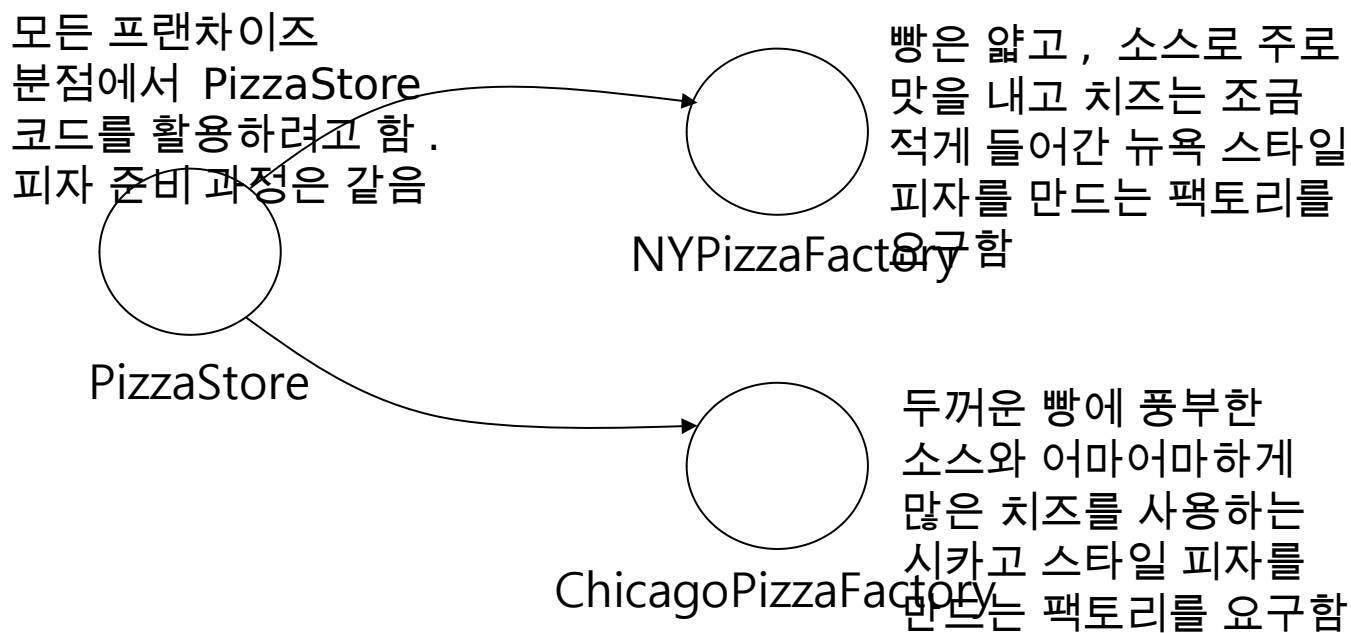 모든 프랜차이즈
분점에서 PizzaStore
코드를 활용하려고 함 .
피자 준비 과정은 같음
PizzaStore
빵은 얇고 , 소스로 주로
맛을 내고 치즈는 조금
적게 들어간 뉴욕 스타일
피자를 만드는 팩토리를
요구함
NYPizzaFactory
두꺼운 빵에 풍부한
소스와 어마어마하게
많은 치즈를 사용하는
시카고 스타일 피자를
만드는 팩토리를 요구함
ChicagoPizzaFactory